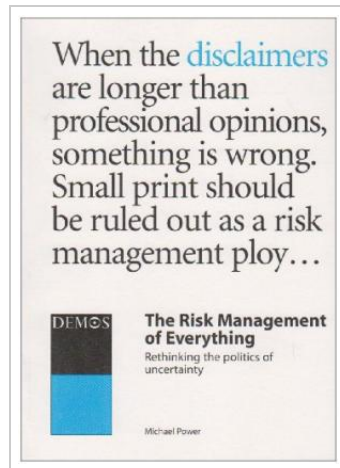 When the disclaimers
are longer than
professional opinions,
something is wrong.
Small print should
be ruled out as a risk
management ploy…
DEMOS
The Risk Management
of Everything
Rethinking the politics of
uncertainty
Michael Power